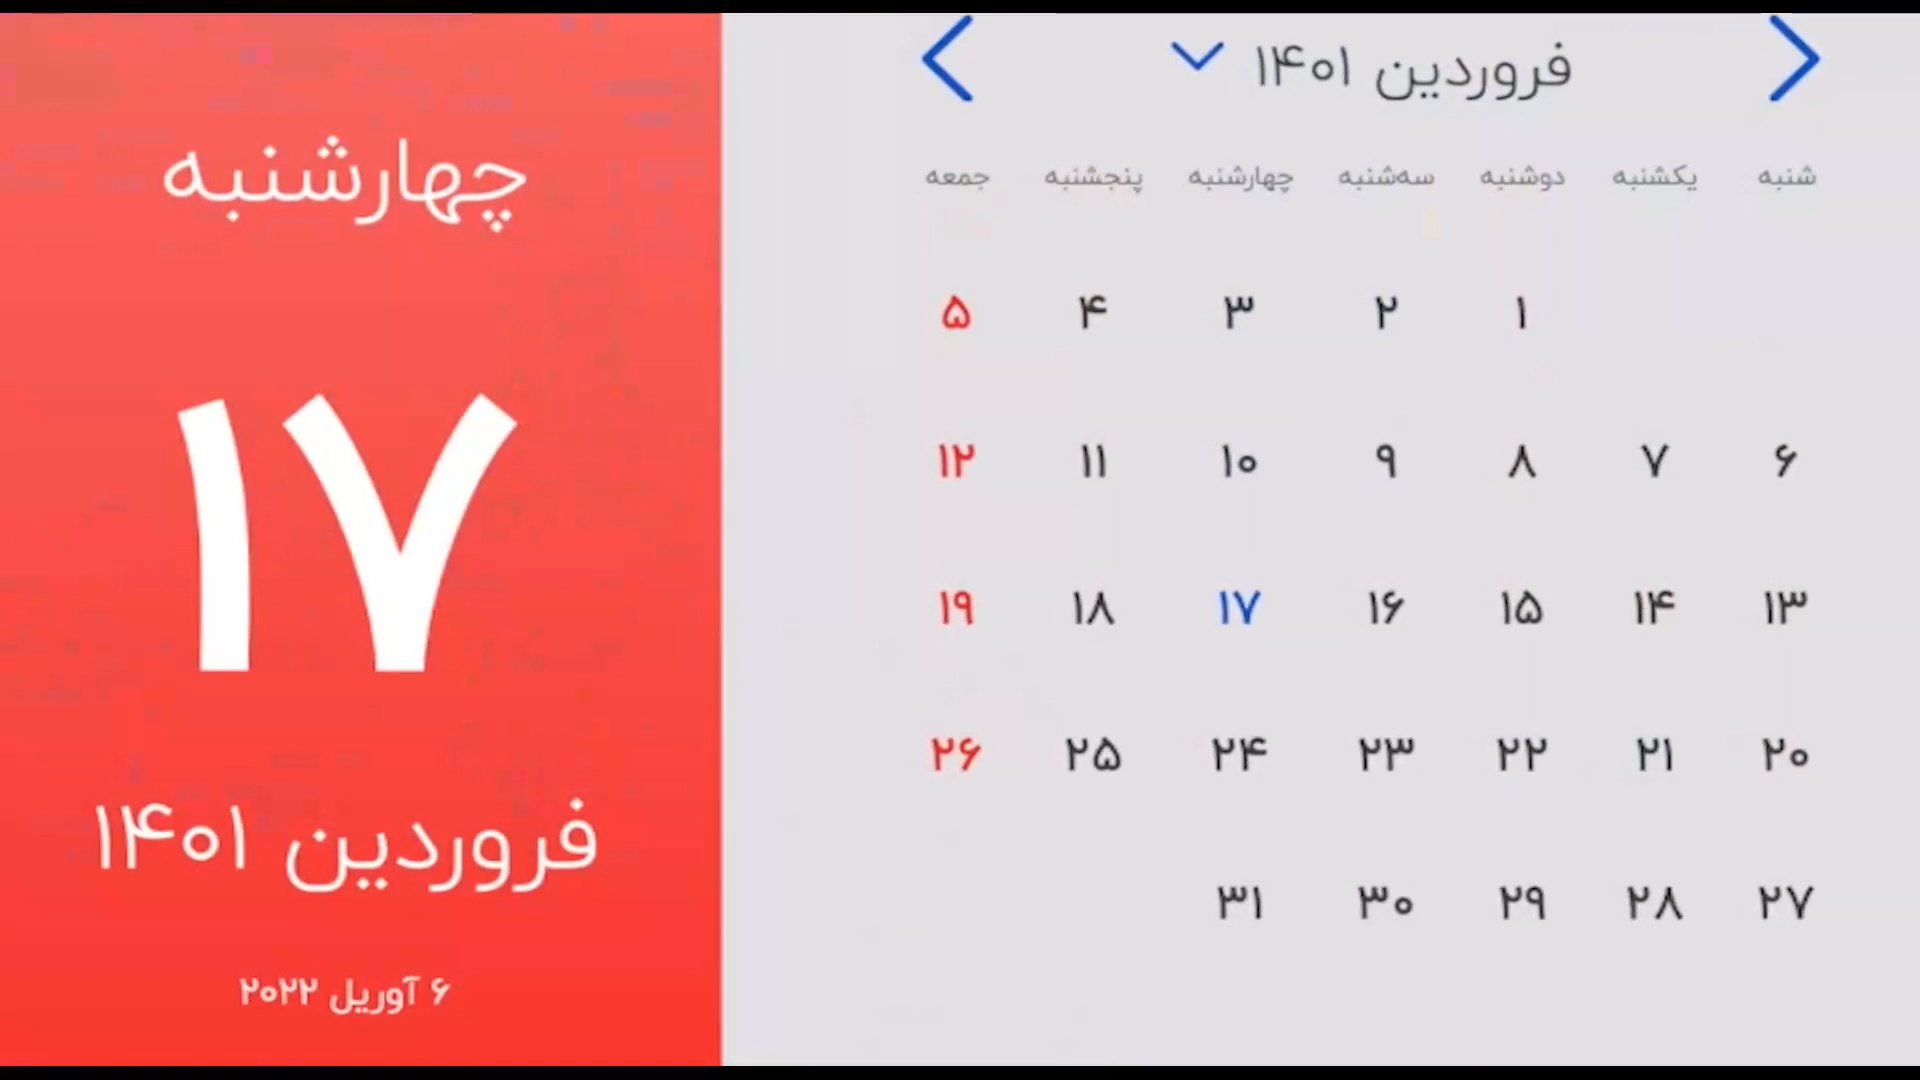 چهارشنبه
۱۷
فروردین ۱۴۰۱
۶ آوریل ۲۰۲۲
فروردین ۱۴۰۱
شنبه یکشنبه دوشنبه سه‌شنبه چهارشنبه پنجشنبه جمعه
۱ ۲ ۳ ۴ ۵
۶ ۷ ۸ ۹ ۱۰ ۱۱ ۱۲
۱۳ ۱۴ ۱۵ ۱۶ ۱۷ ۱۸ ۱۹
۲۰ ۲۱ ۲۲ ۲۳ ۲۴ ۲۵ ۲۶
۲۷ ۲۸ ۲۹ ۳۰ ۳۱